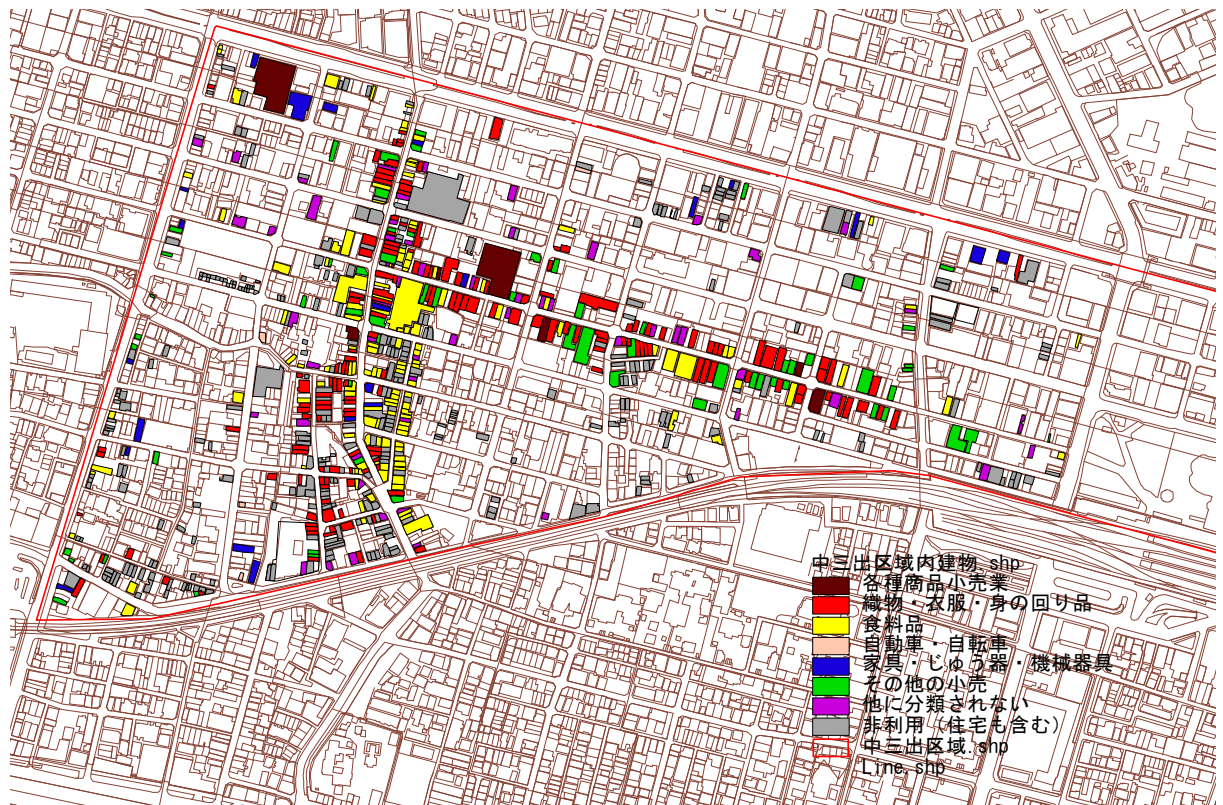 中三出区域内建物.shp
各種商品小売業
織物・衣服・身の回り品
食料品
自動車・自転車
家具・じゅう器・機械器具
その他の小売
他に分類されない
非利用（住宅も含む）
中三出区域.shp
Line.shp